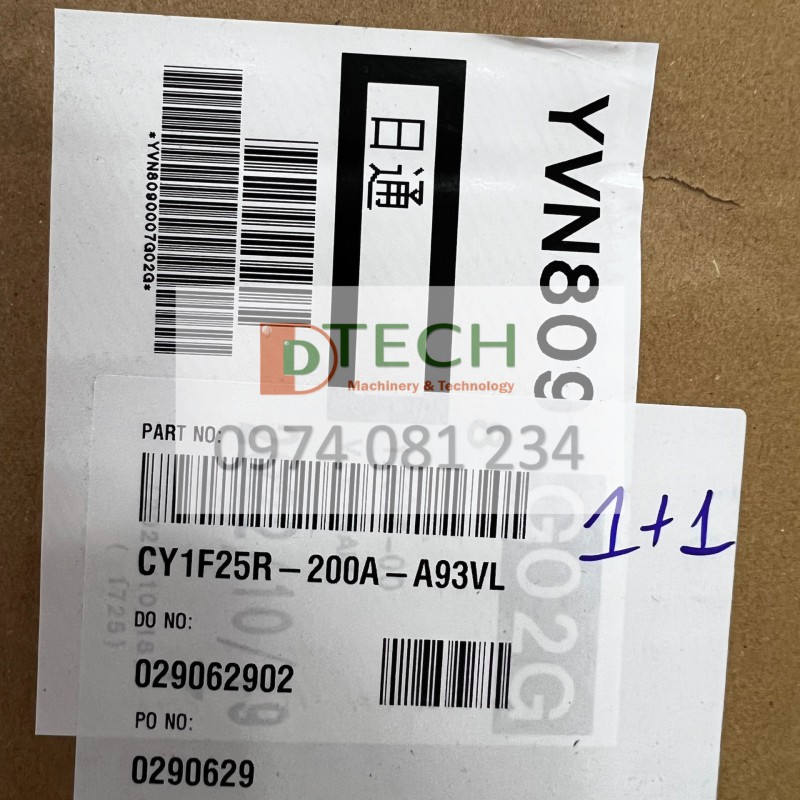 *YVN8090007Q02Q*
日通
YVN809
DTECH
Machinery & Technology
0974 081 234
PART NO:
CY1F25R-200A-A93VL
1+1
G02G
DO NO:
029062902
PO NO:
0290629